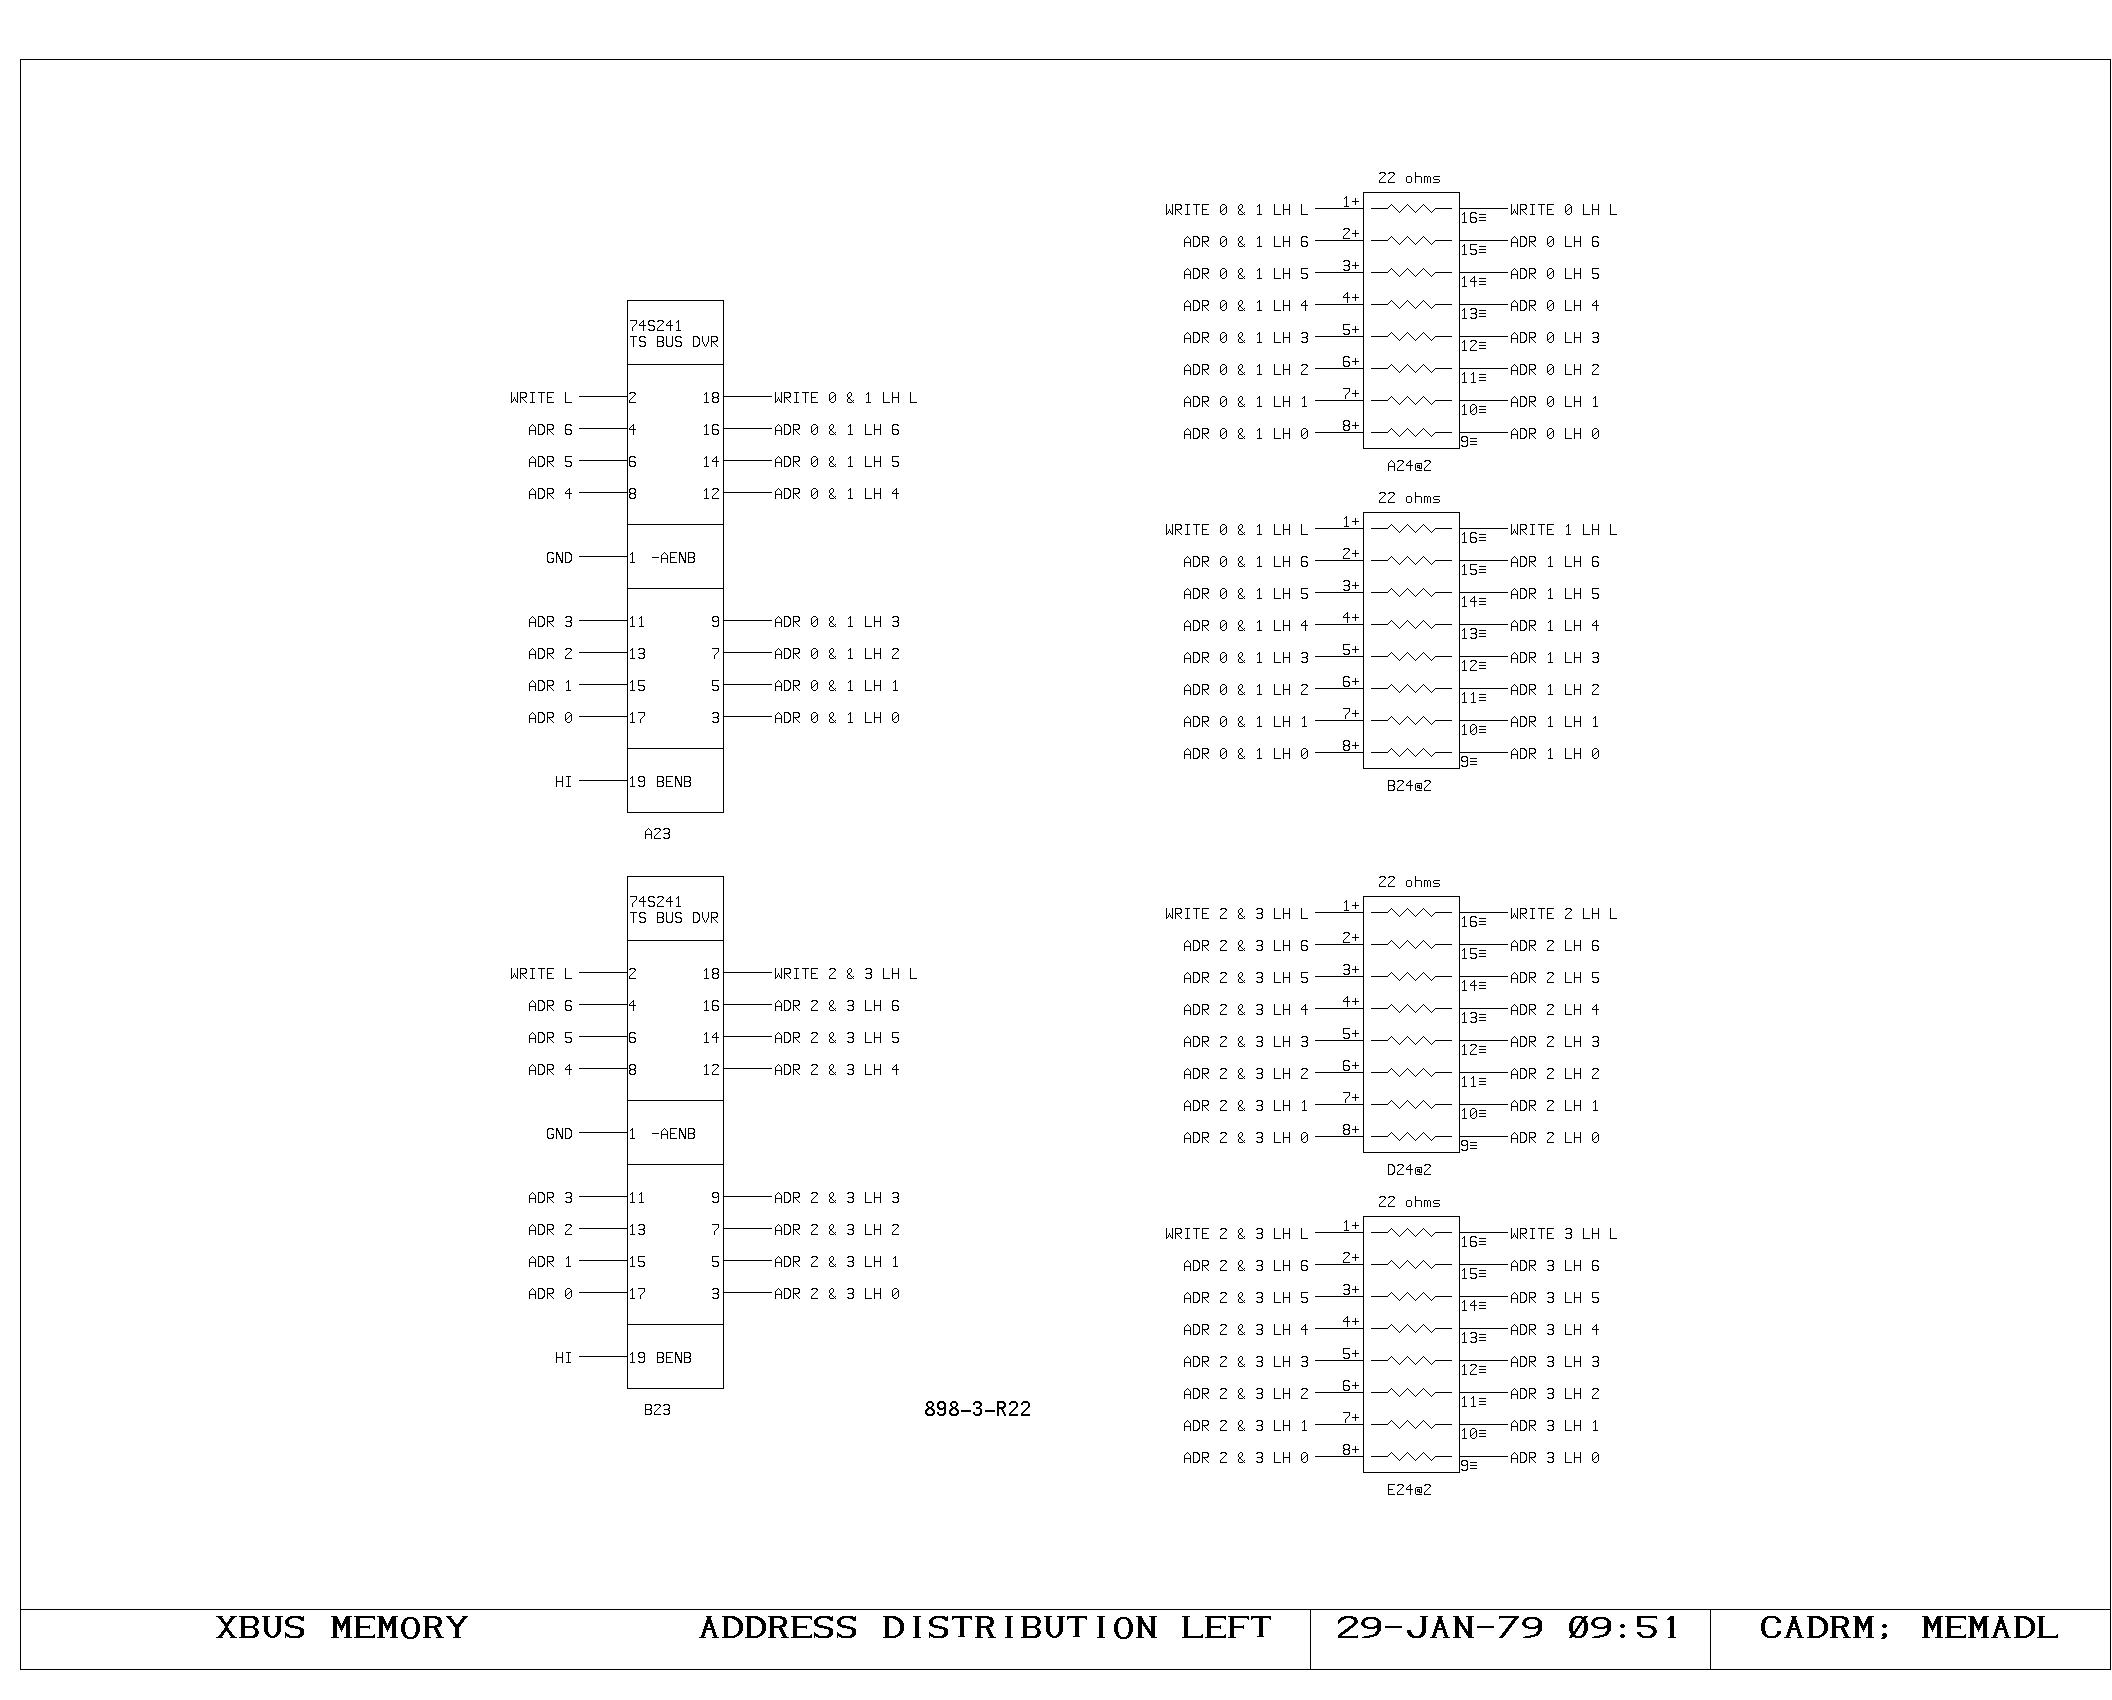 74S241
TS BUS DVR
WRITE L 2 18 WRITE 0 & 1 LH L
ADR 6 4 16 ADR 0 & 1 LH 6
ADR 5 6 14 ADR 0 & 1 LH 5
ADR 4 8 12 ADR 0 & 1 LH 4
GND 1 -AENB
ADR 3 11 9 ADR 0 & 1 LH 3
ADR 2 13 7 ADR 0 & 1 LH 2
ADR 1 15 5 ADR 0 & 1 LH 1
ADR 0 17 3 ADR 0 & 1 LH 0
HI 19 BENB
A23
74S241
TS BUS DVR
WRITE L 2 18 WRITE 2 & 3 LH L
ADR 6 4 16 ADR 2 & 3 LH 6
ADR 5 6 14 ADR 2 & 3 LH 5
ADR 4 8 12 ADR 2 & 3 LH 4
GND 1 -AENB
ADR 3 11 9 ADR 2 & 3 LH 3
ADR 2 13 7 ADR 2 & 3 LH 2
ADR 1 15 5 ADR 2 & 3 LH 1
ADR 0 17 3 ADR 2 & 3 LH 0
HI 19 BENB
B23
898-3-R22
22 ohms
WRITE 0 & 1 LH L 1+ 16≡ WRITE 0 LH L
ADR 0 & 1 LH 6 2+ 15≡ ADR 0 LH 6
ADR 0 & 1 LH 5 3+ 14≡ ADR 0 LH 5
ADR 0 & 1 LH 4 4+ 13≡ ADR 0 LH 4
ADR 0 & 1 LH 3 5+ 12≡ ADR 0 LH 3
ADR 0 & 1 LH 2 6+ 11≡ ADR 0 LH 2
ADR 0 & 1 LH 1 7+ 10≡ ADR 0 LH 1
ADR 0 & 1 LH 0 8+ 9≡ ADR 0 LH 0
A24@2
22 ohms
WRITE 0 & 1 LH L 1+ 16≡ WRITE 1 LH L
ADR 0 & 1 LH 6 2+ 15≡ ADR 1 LH 6
ADR 0 & 1 LH 5 3+ 14≡ ADR 1 LH 5
ADR 0 & 1 LH 4 4+ 13≡ ADR 1 LH 4
ADR 0 & 1 LH 3 5+ 12≡ ADR 1 LH 3
ADR 0 & 1 LH 2 6+ 11≡ ADR 1 LH 2
ADR 0 & 1 LH 1 7+ 10≡ ADR 1 LH 1
ADR 0 & 1 LH 0 8+ 9≡ ADR 1 LH 0
B24@2
22 ohms
WRITE 2 & 3 LH L 1+ 16≡ WRITE 2 LH L
ADR 2 & 3 LH 6 2+ 15≡ ADR 2 LH 6
ADR 2 & 3 LH 5 3+ 14≡ ADR 2 LH 5
ADR 2 & 3 LH 4 4+ 13≡ ADR 2 LH 4
ADR 2 & 3 LH 3 5+ 12≡ ADR 2 LH 3
ADR 2 & 3 LH 2 6+ 11≡ ADR 2 LH 2
ADR 2 & 3 LH 1 7+ 10≡ ADR 2 LH 1
ADR 2 & 3 LH 0 8+ 9≡ ADR 2 LH 0
D24@2
22 ohms
WRITE 2 & 3 LH L 1+ 16≡ WRITE 3 LH L
ADR 2 & 3 LH 6 2+ 15≡ ADR 3 LH 6
ADR 2 & 3 LH 5 3+ 14≡ ADR 3 LH 5
ADR 2 & 3 LH 4 4+ 13≡ ADR 3 LH 4
ADR 2 & 3 LH 3 5+ 12≡ ADR 3 LH 3
ADR 2 & 3 LH 2 6+ 11≡ ADR 3 LH 2
ADR 2 & 3 LH 1 7+ 10≡ ADR 3 LH 1
ADR 2 & 3 LH 0 8+ 9≡ ADR 3 LH 0
E24@2
XBUS MEMORY ADDRESS DISTRIBUTION LEFT 29-JAN-79 09:51 CADRM; MEMADL